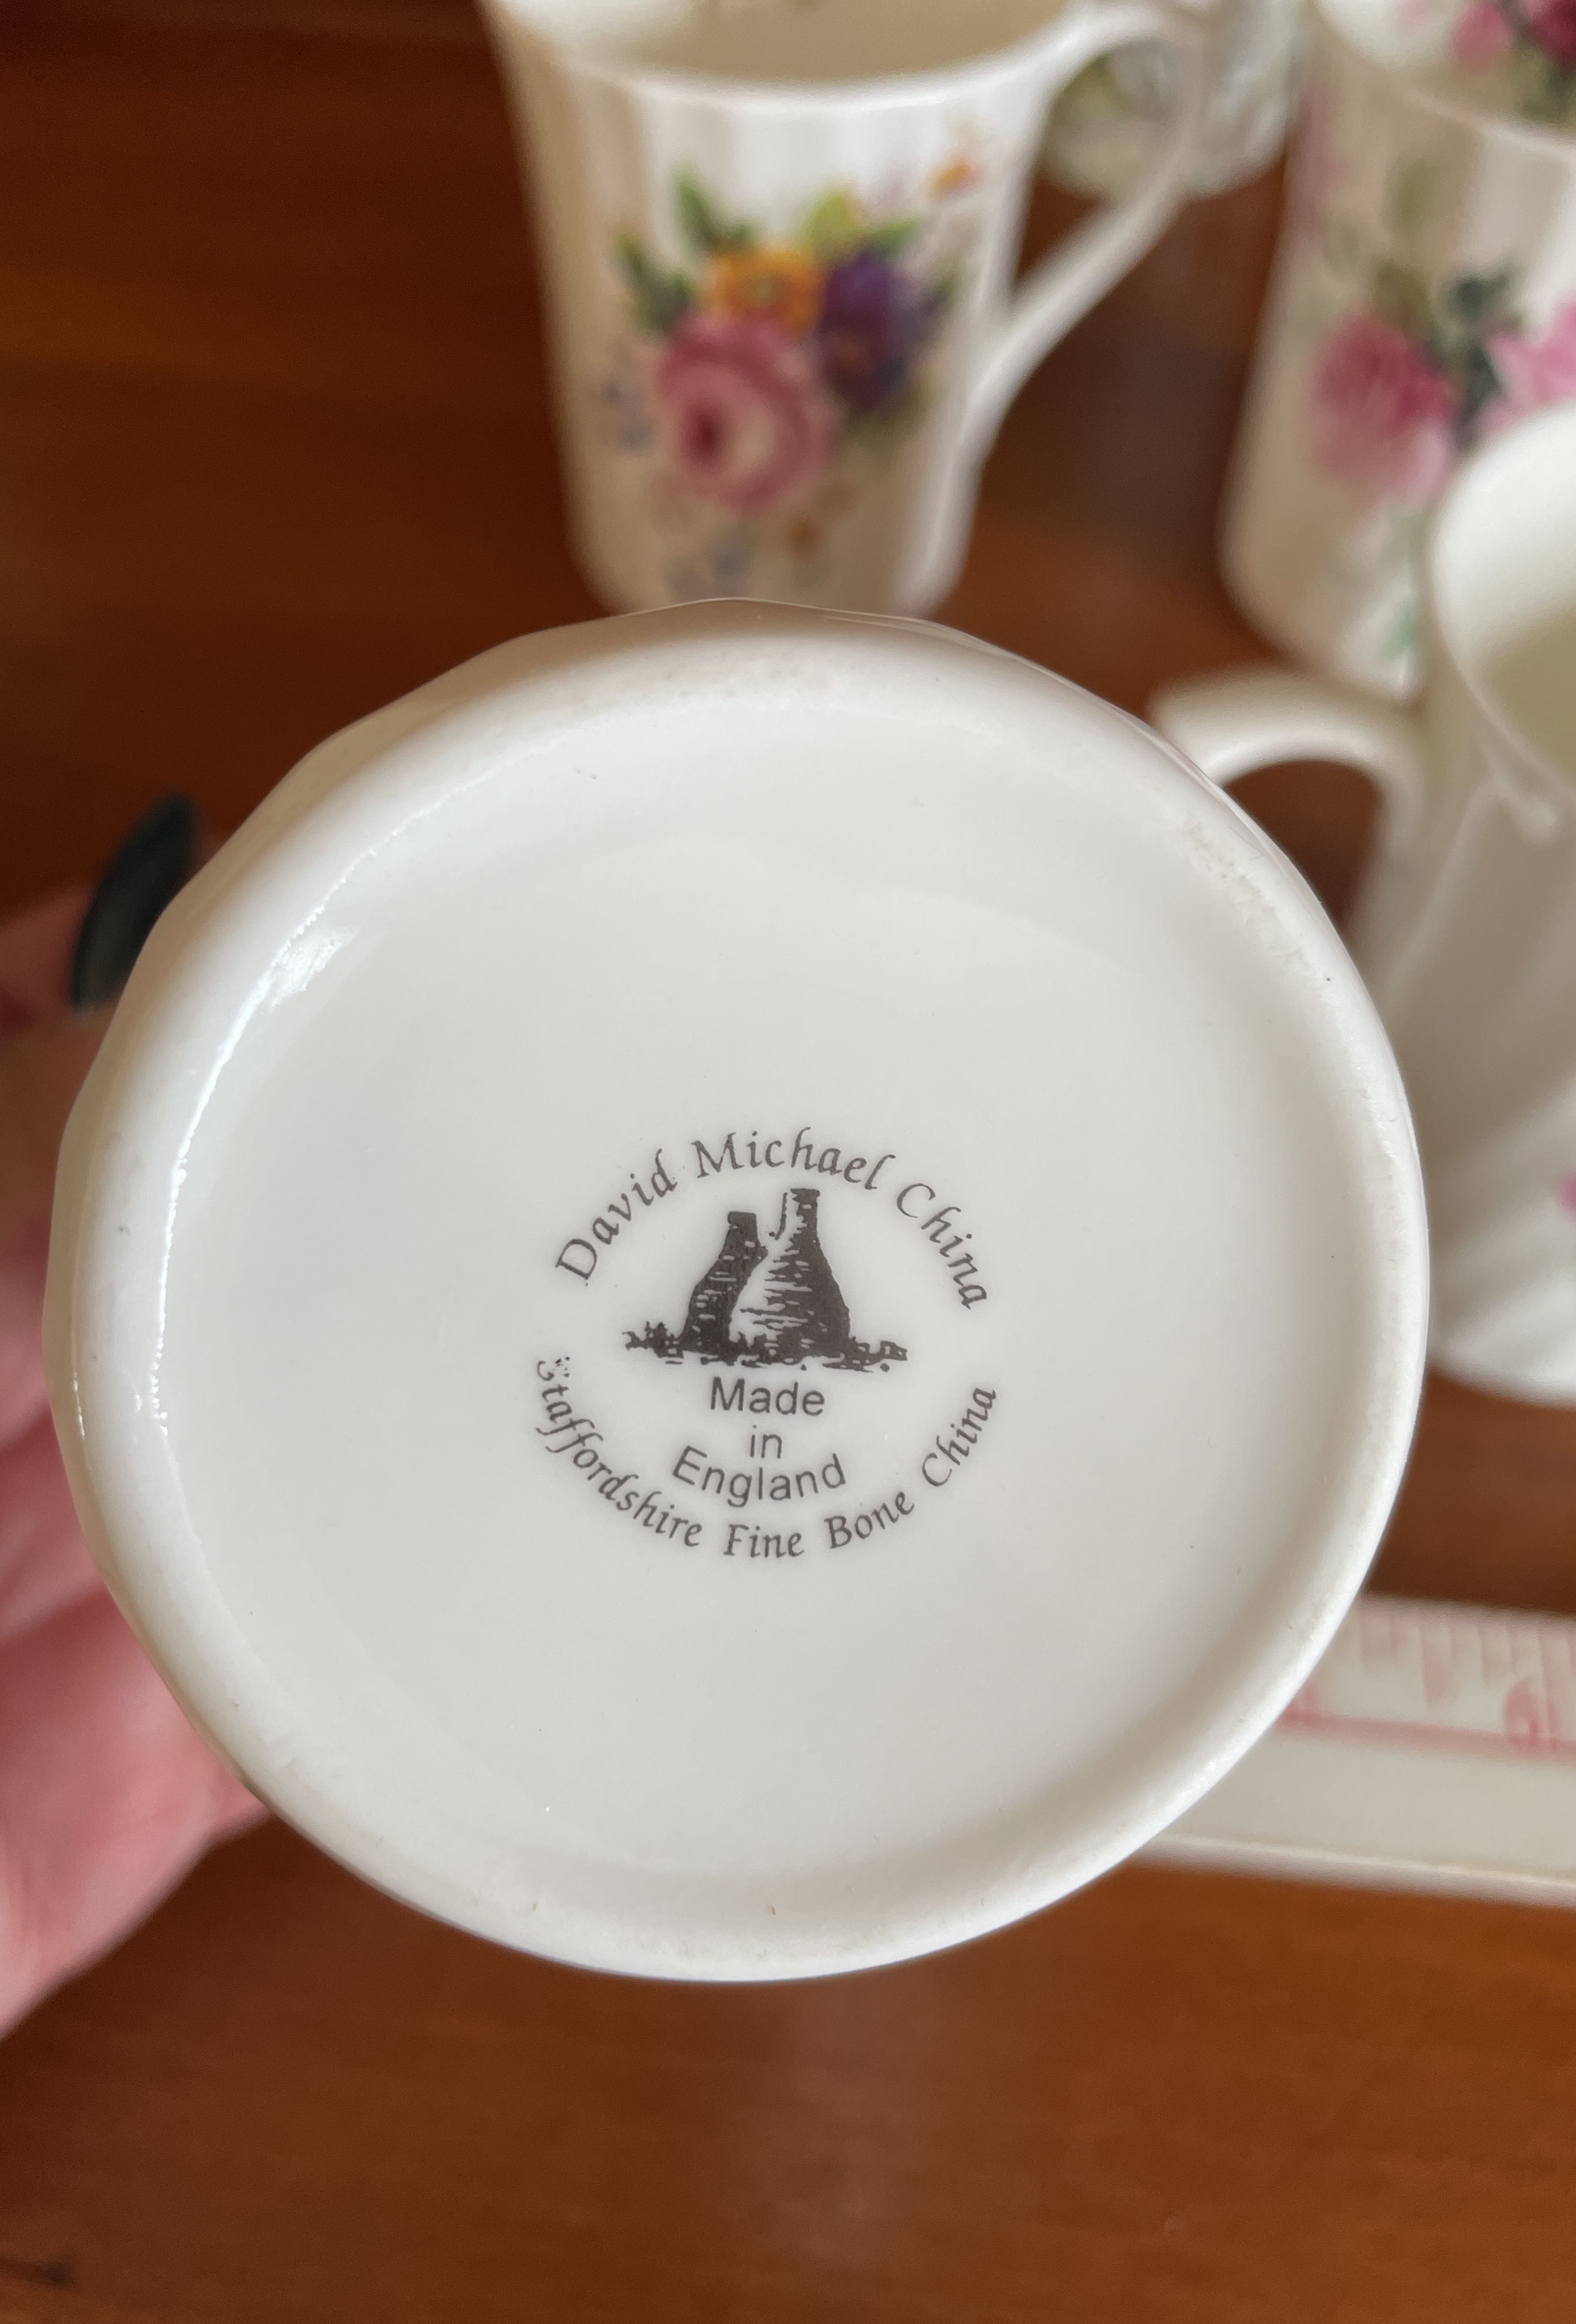 David Michael China
Made
in
England
Staffordshire Fine Bone China